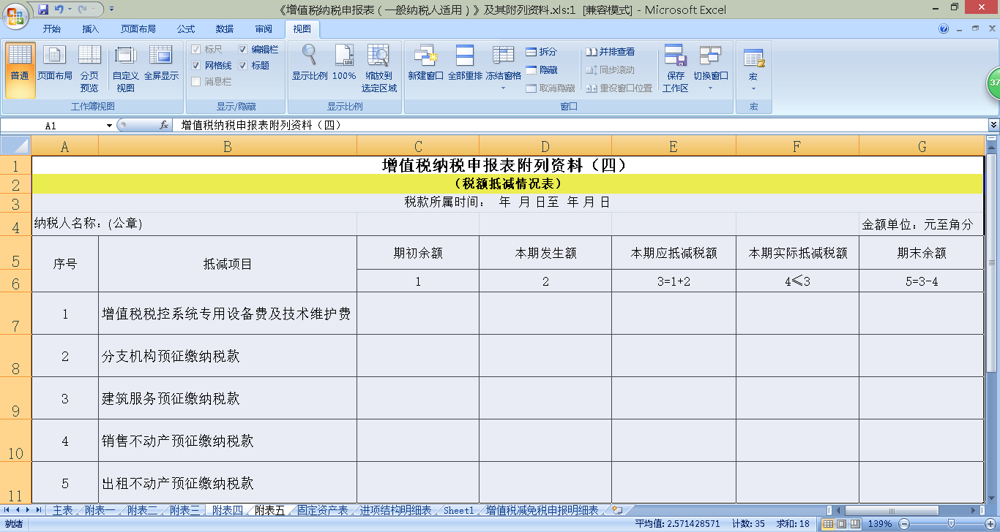 《增值税纳税申报表（一般纳税人适用）》及其附列资料.xls:1 [兼容模式] - Microsoft Excel
开始 插入 页面布局 公式 数据 审阅 视图
普通 页面布局 分页预览 自定义视图 全屏显示
标尺 编辑栏
网格线 标题
消息栏
显示比例 100% 缩放到选定区域
新建窗口 全部重排 冻结窗格
拆分 并排查看
隐藏 同步滚动
取消隐藏 重设窗口位置
保存工作区 切换窗口 宏
37
工作簿视图 显示/隐藏 显示比例 窗口 宏
A1 fx 增值税纳税申报表附列资料（四）
A B C D E F G
1 增值税纳税申报表附列资料（四）
2 （税额抵减情况表）
3 税款所属时间： 年 月 日至 年 月 日
4 纳税人名称：(公章) 金额单位：元至角分
5 序号 抵减项目 期初余额 本期发生额 本期应抵减税额 本期实际抵减税额 期末余额
6 1 2 3=1+2 4≤3 5=3-4
7 1 增值税税控系统专用设备费及技术维护费
8 2 分支机构预征缴纳税款
9 3 建筑服务预征缴纳税款
10 4 销售不动产预征缴纳税款
11 5 出租不动产预征缴纳税款
主表 附表一 附表二 附表三 附表四 附表五 固定资产表 进项结构明细表 Sheet1 增值税减免税申报明细表
就绪 平均值: 2.571428571 计数: 35 求和: 18 139%